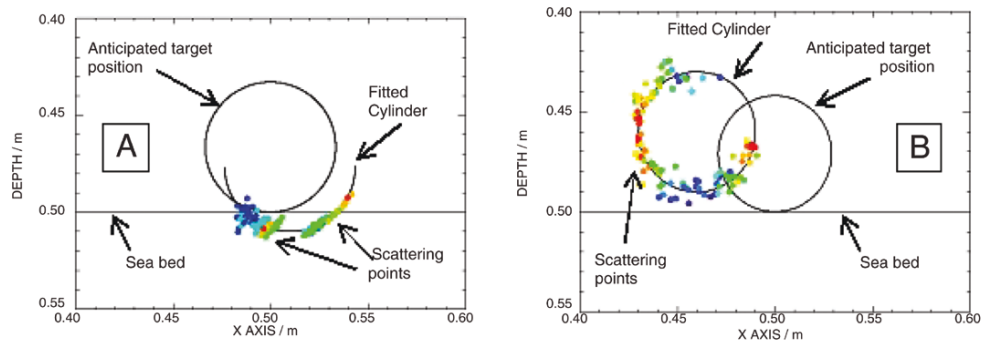 0.40
Anticipated target
position
Fitted
Cylinder
0.45
A
DEPTH / m
0.50
Sea bed
Scattering
points
0.55
0.40
0.45
0.50
0.55
0.60
X AXIS / m
0.40
Fitted Cylinder
Anticipated target
position
0.45
B
DEPTH / m
0.50
Scattering
points
Sea bed
0.55
0.40
0.45
0.50
0.55
0.60
X AXIS / m